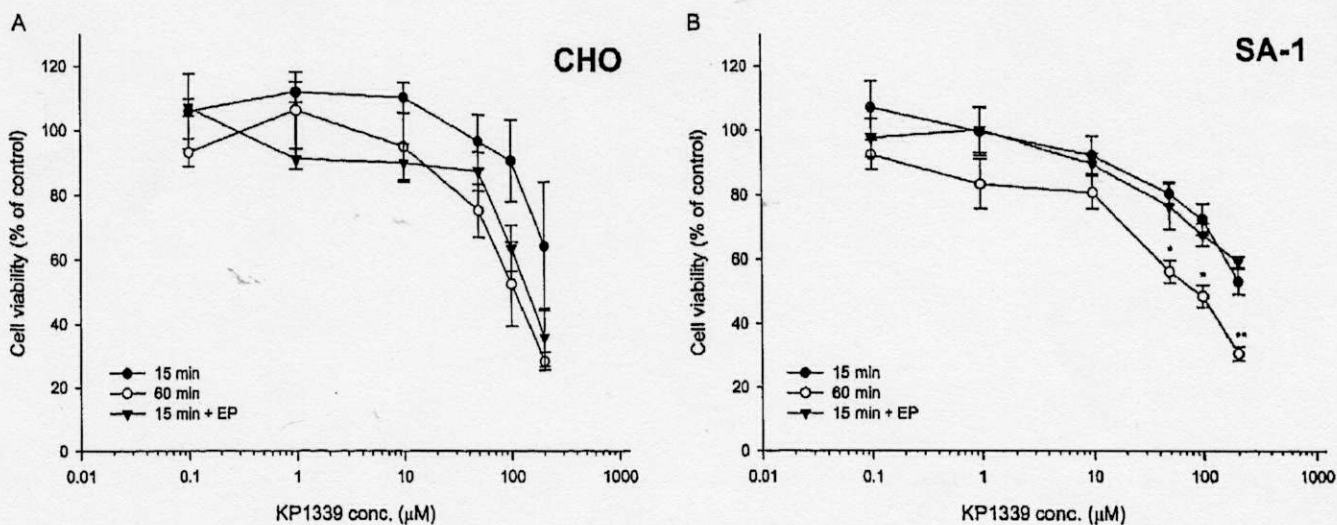 A
CHO
Cell viability (% of control)
120
100
80
60
40
20
0
15 min
60 min
15 min + EP
0.01
0.1
1
10
100
1000
KP1339 conc. (µM)
B
SA-1
Cell viability (% of control)
120
100
80
60
40
20
0
*
*
**
15 min
60 min
15 min + EP
0.01
0.1
1
10
100
1000
KP1339 conc. (µM)